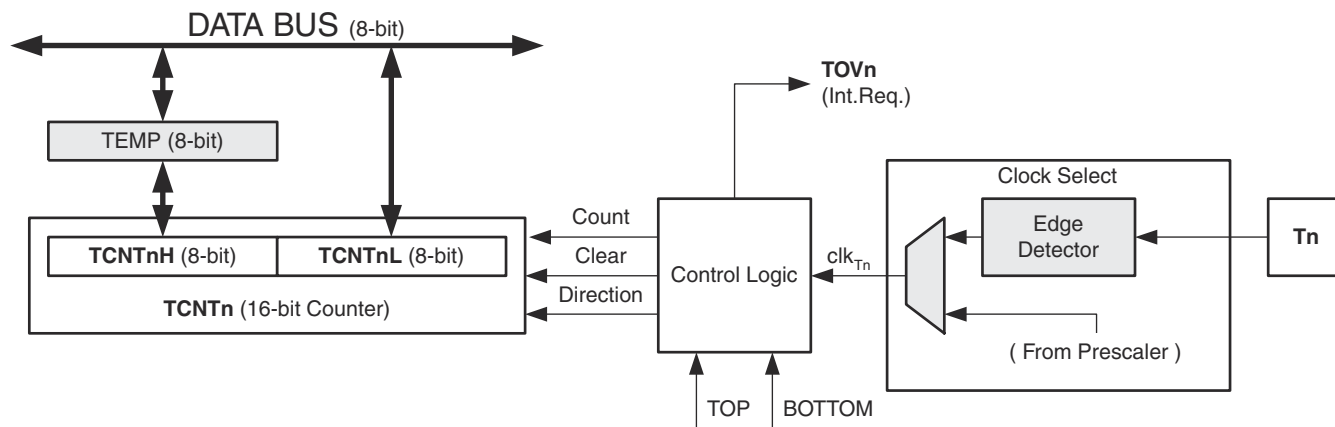 DATA BUS (8-bit)
TOVn
(Int.Req.)
TEMP (8-bit)
Clock Select
Count
Edge
Detector
Tn
TCNTnH (8-bit) TCNTnL (8-bit)
Clear
Control Logic
clkTn
TCNTn (16-bit Counter)
Direction
( From Prescaler )
TOP
BOTTOM